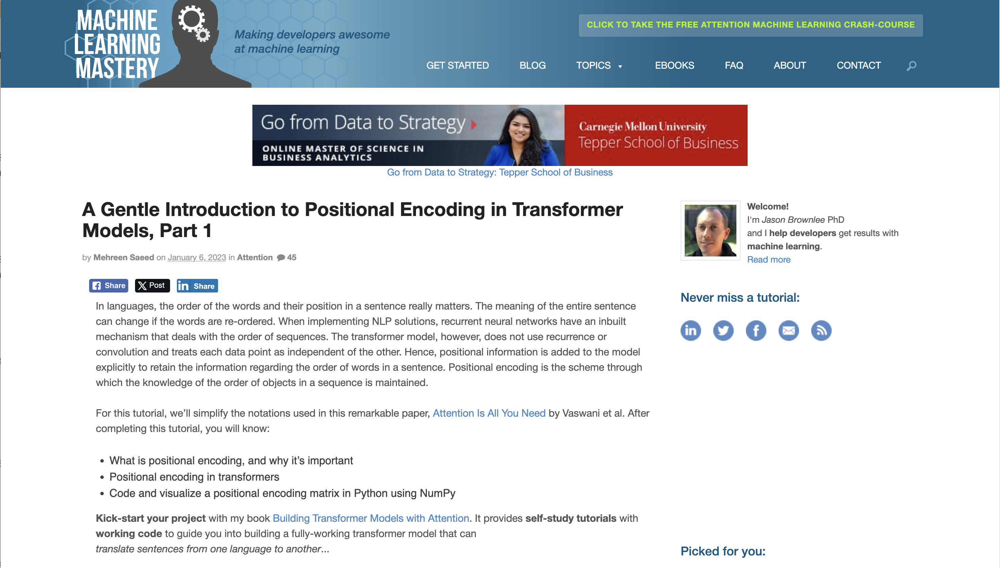 MACHINE
LEARNING
MASTERY
Making developers awesome
at machine learning
CLICK TO TAKE THE FREE ATTENTION MACHINE LEARNING CRASH-COURSE
GET STARTED BLOG TOPICS EBOOKS FAQ ABOUT CONTACT
Go from Data to Strategy
ONLINE MASTER OF SCIENCE IN
BUSINESS ANALYTICS
Carnegie Mellon University
Tepper School of Business
Go from Data to Strategy: Tepper School of Business
A Gentle Introduction to Positional Encoding in Transformer
Models, Part 1
by Mehreen Saeed on January 6, 2023 in Attention 45
Share Post in Share
In languages, the order of the words and their position in a sentence really matters. The meaning of the entire sentence
can change if the words are re-ordered. When implementing NLP solutions, recurrent neural networks have an inbuilt
mechanism that deals with the order of sequences. The transformer model, however, does not use recurrence or
convolution and treats each data point as independent of the other. Hence, positional information is added to the model
explicitly to retain the information regarding the order of words in a sentence. Positional encoding is the scheme through
which the knowledge of the order of objects in a sequence is maintained.
For this tutorial, we’ll simplify the notations used in this remarkable paper, Attention Is All You Need by Vaswani et al. After
completing this tutorial, you will know:
• What is positional encoding, and why it’s important
• Positional encoding in transformers
• Code and visualize a positional encoding matrix in Python using NumPy
Kick-start your project with my book Building Transformer Models with Attention. It provides self-study tutorials with
working code to guide you into building a fully-working transformer model that can
translate sentences from one language to another...
Welcome!
I'm Jason Brownlee PhD
and I help developers get results with
machine learning.
Read more
Never miss a tutorial:
in f
Picked for you: